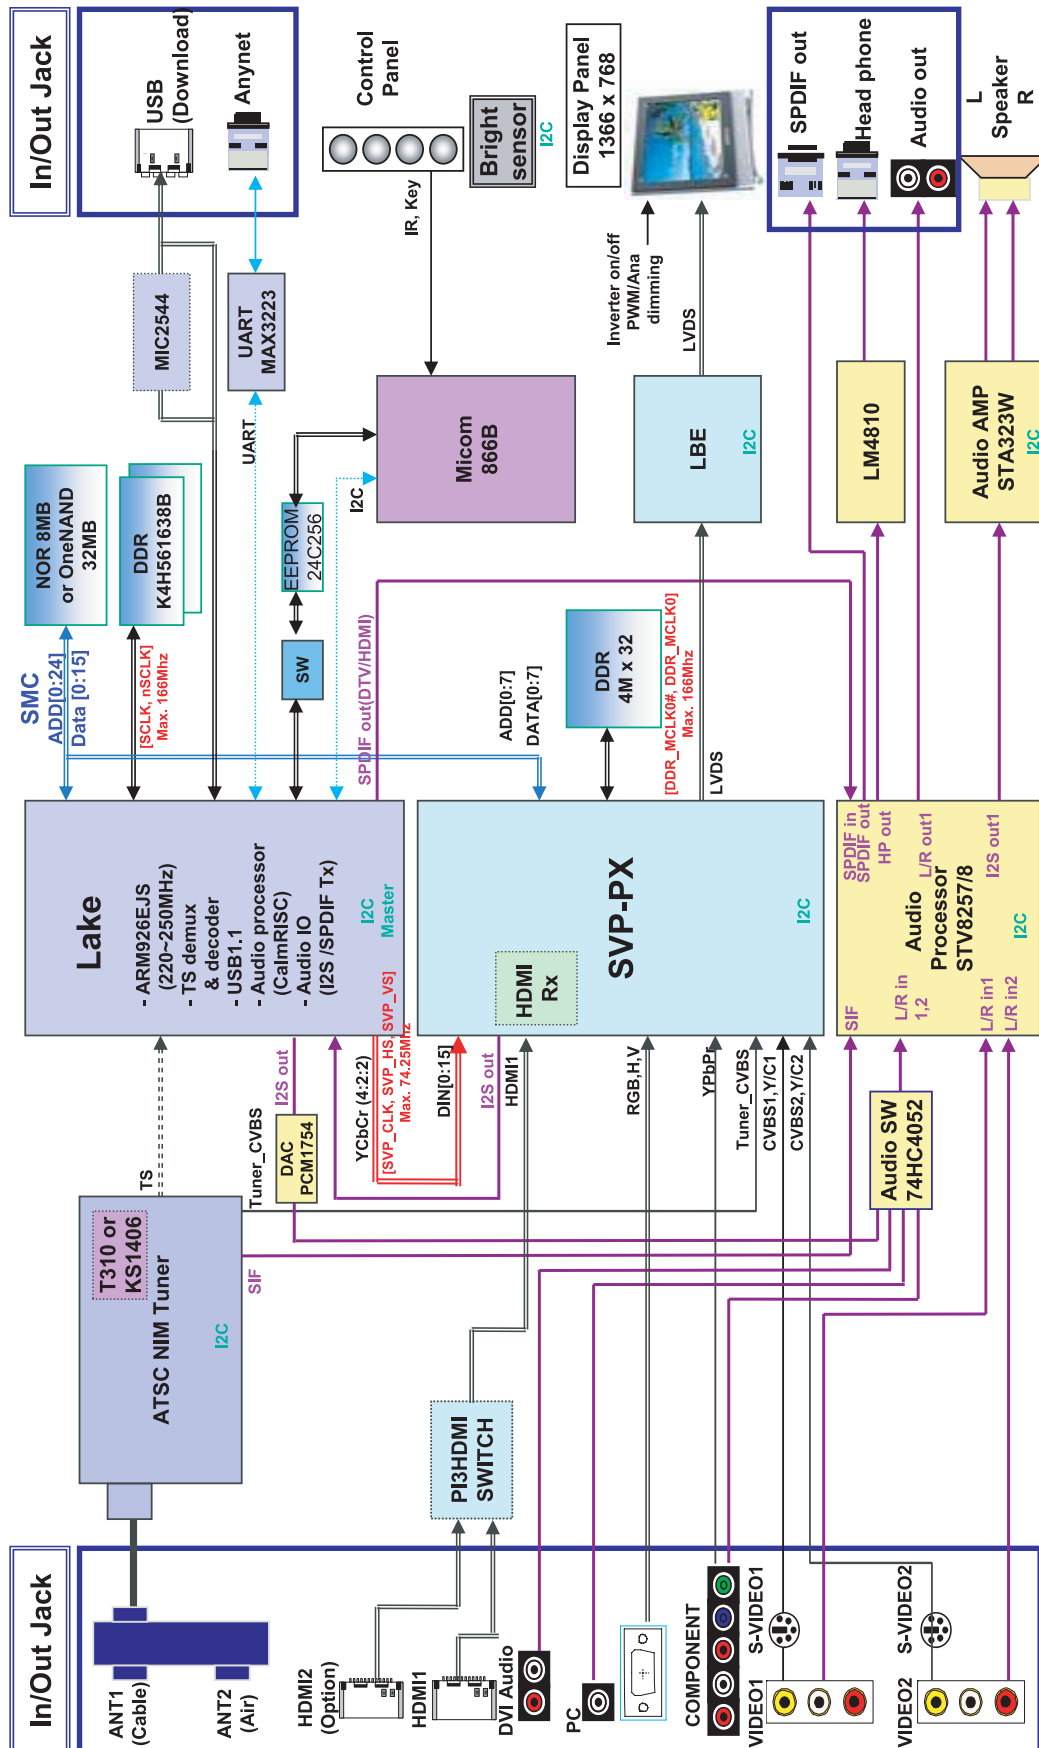 In/Out Jack
ANT1
(Cable)
ANT2
(Air)
HDMI2
(Option)
HDMI1
DVI Audio
PC
COMPONENT
VIDEO1
S-VIDEO1
VIDEO2
S-VIDEO2
T310 or
KS1406
ATSC NIM Tuner
I2C
PI3HDMI
SWITCH
TS
Tuner_CVBS
SIF
DAC
PCM1754
I2S out
YCbCr (4:2:2)
[SVP_CLK, SVP_HS, SVP_VS]
Max. 74.25Mhz
DIN[0:15]
I2S out
HDMI1
RGB,H,V
YPbPr
Tuner_CVBS
CVBS1,Y/C1
CVBS2,Y/C2
Audio SW
74HC4052
Lake
- ARM926EJS
(220~250MHz)
- TS demux
& decoder
- USB1.1
- Audio processor
(CalmRISC)
- Audio IO
(I2S /SPDIF Tx)
I2C
Master
HDMI
Rx
SVP-PX
I2C
SIF
L/R in
1,2
L/R in1
L/R in2
Audio
Processor
STV8257/8
I2C
SPDIF in
SPDIF out
HP out
L/R out1
I2S out1
SMC
ADD[0:24]
Data [0:15]
[SCLK, nSCLK]
Max. 166Mhz
NOR 8MB
or OneNAND
32MB
DDR
K4H561638B
UART
SW
EEPROM
24C256
I2C
SPDIF out(DTV/HDMI)
ADD[0:7]
DATA[0:7]
DDR
4M x 32
[DDR_MCLK0#, DDR_MCLK0]
Max. 166Mhz
LVDS
MIC2544
UART
MAX3223
Micom
866B
LBE
I2C
LM4810
Audio AMP
STA323W
I2C
IR, Key
Inverter on/off
PWM/Ana
dimming
LVDS
In/Out Jack
USB
(Download)
Anynet
Control
Panel
Bright
sensor
I2C
Display Panel
1366 x 768
SPDIF out
Head phone
Audio out
L
Speaker
R